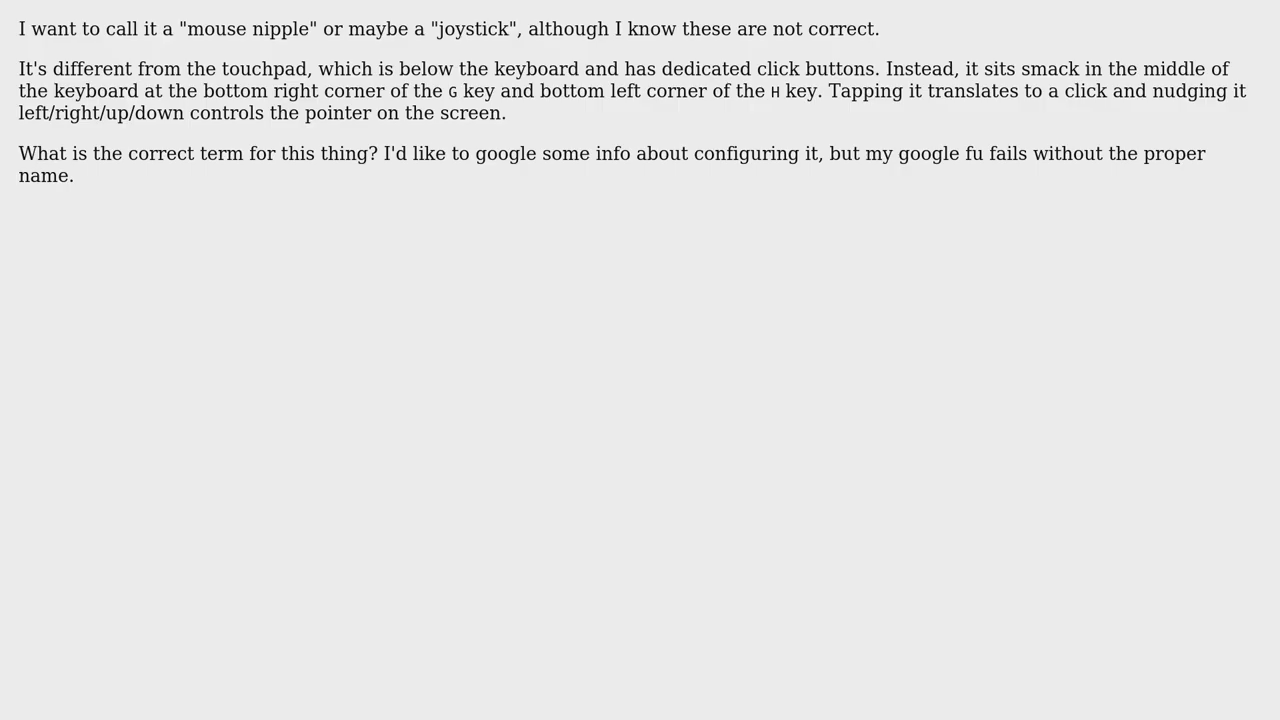 I want to call it a "mouse nipple" or maybe a "joystick", although I know these are not correct.
It's different from the touchpad, which is below the keyboard and has dedicated click buttons. Instead, it sits smack in the middle of
the keyboard at the bottom right corner of the G key and bottom left corner of the H key. Tapping it translates to a click and nudging it
left/right/up/down controls the pointer on the screen.
What is the correct term for this thing? I'd like to google some info about configuring it, but my google fu fails without the proper
name.